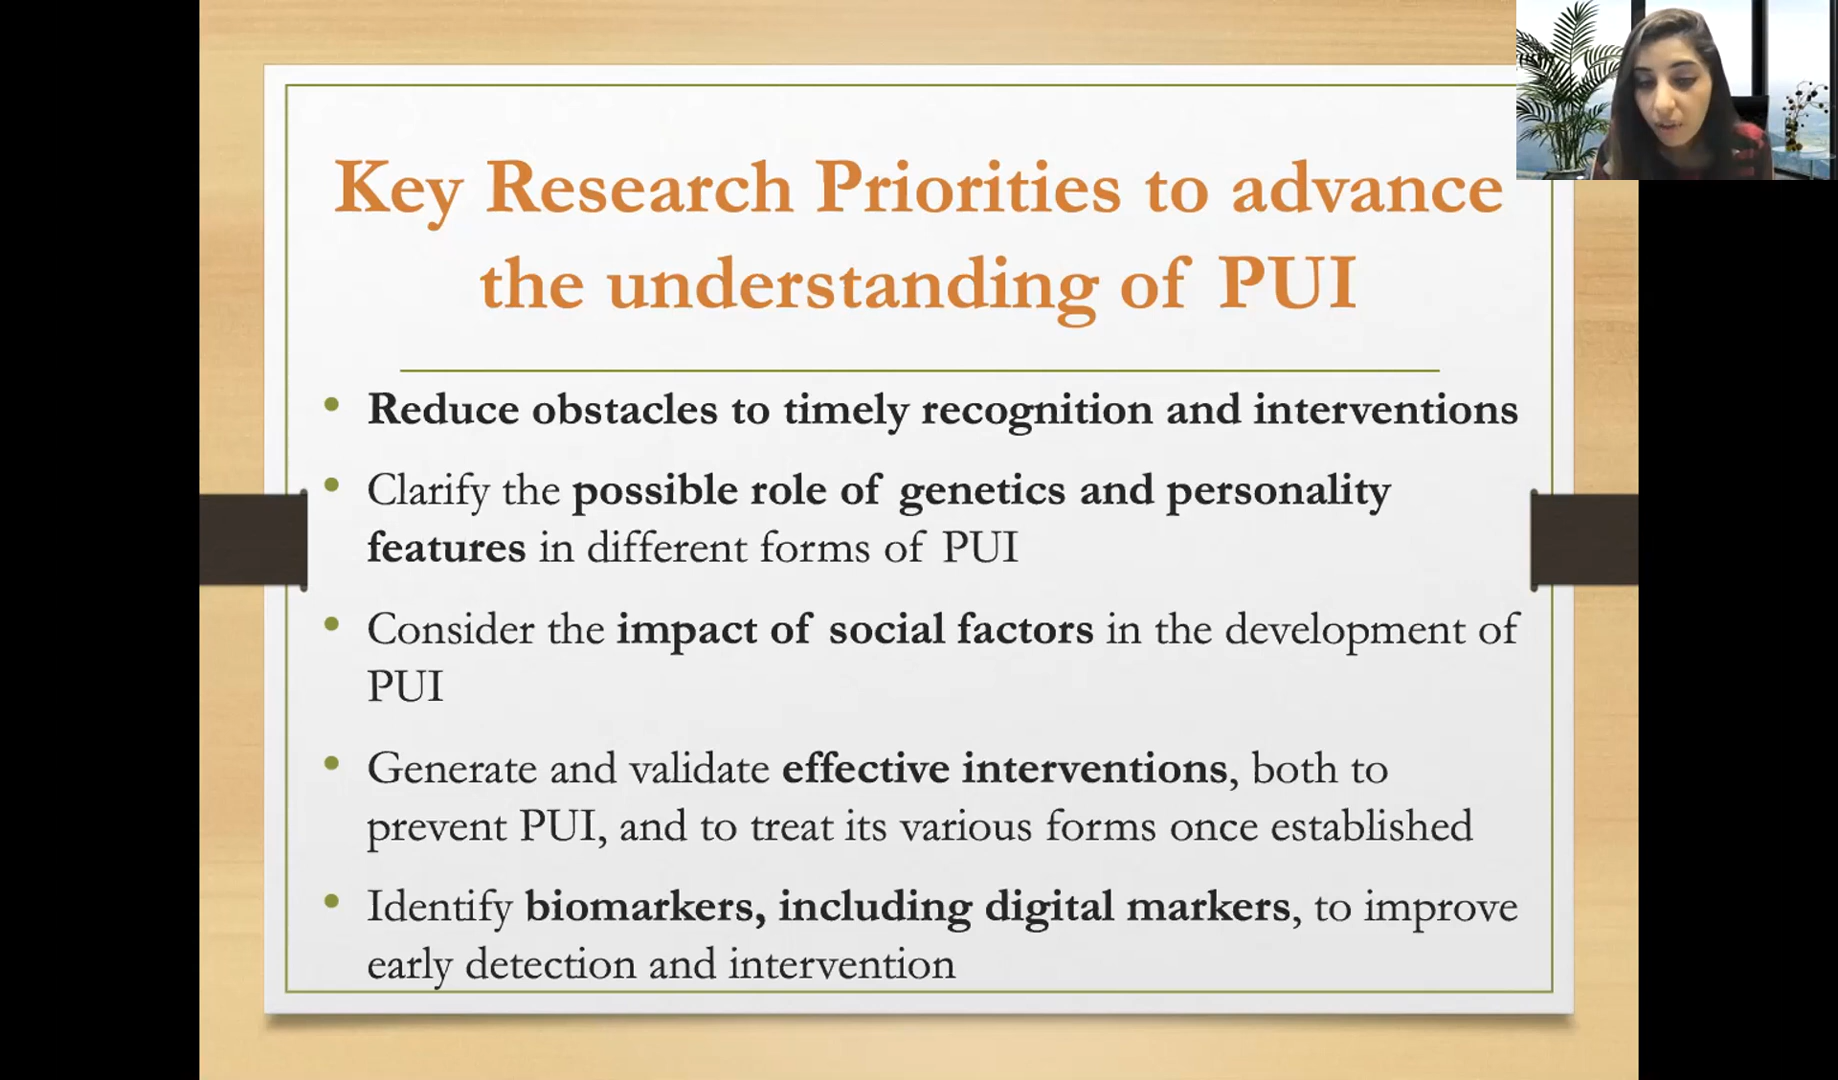 Key Research Priorities to advance
the understanding of PUI
• Reduce obstacles to timely recognition and interventions
• Clarify the possible role of genetics and personality
features in different forms of PUI
• Consider the impact of social factors in the development of
PUI
• Generate and validate effective interventions, both to
prevent PUI, and to treat its various forms once established
• Identify biomarkers, including digital markers, to improve
early detection and intervention